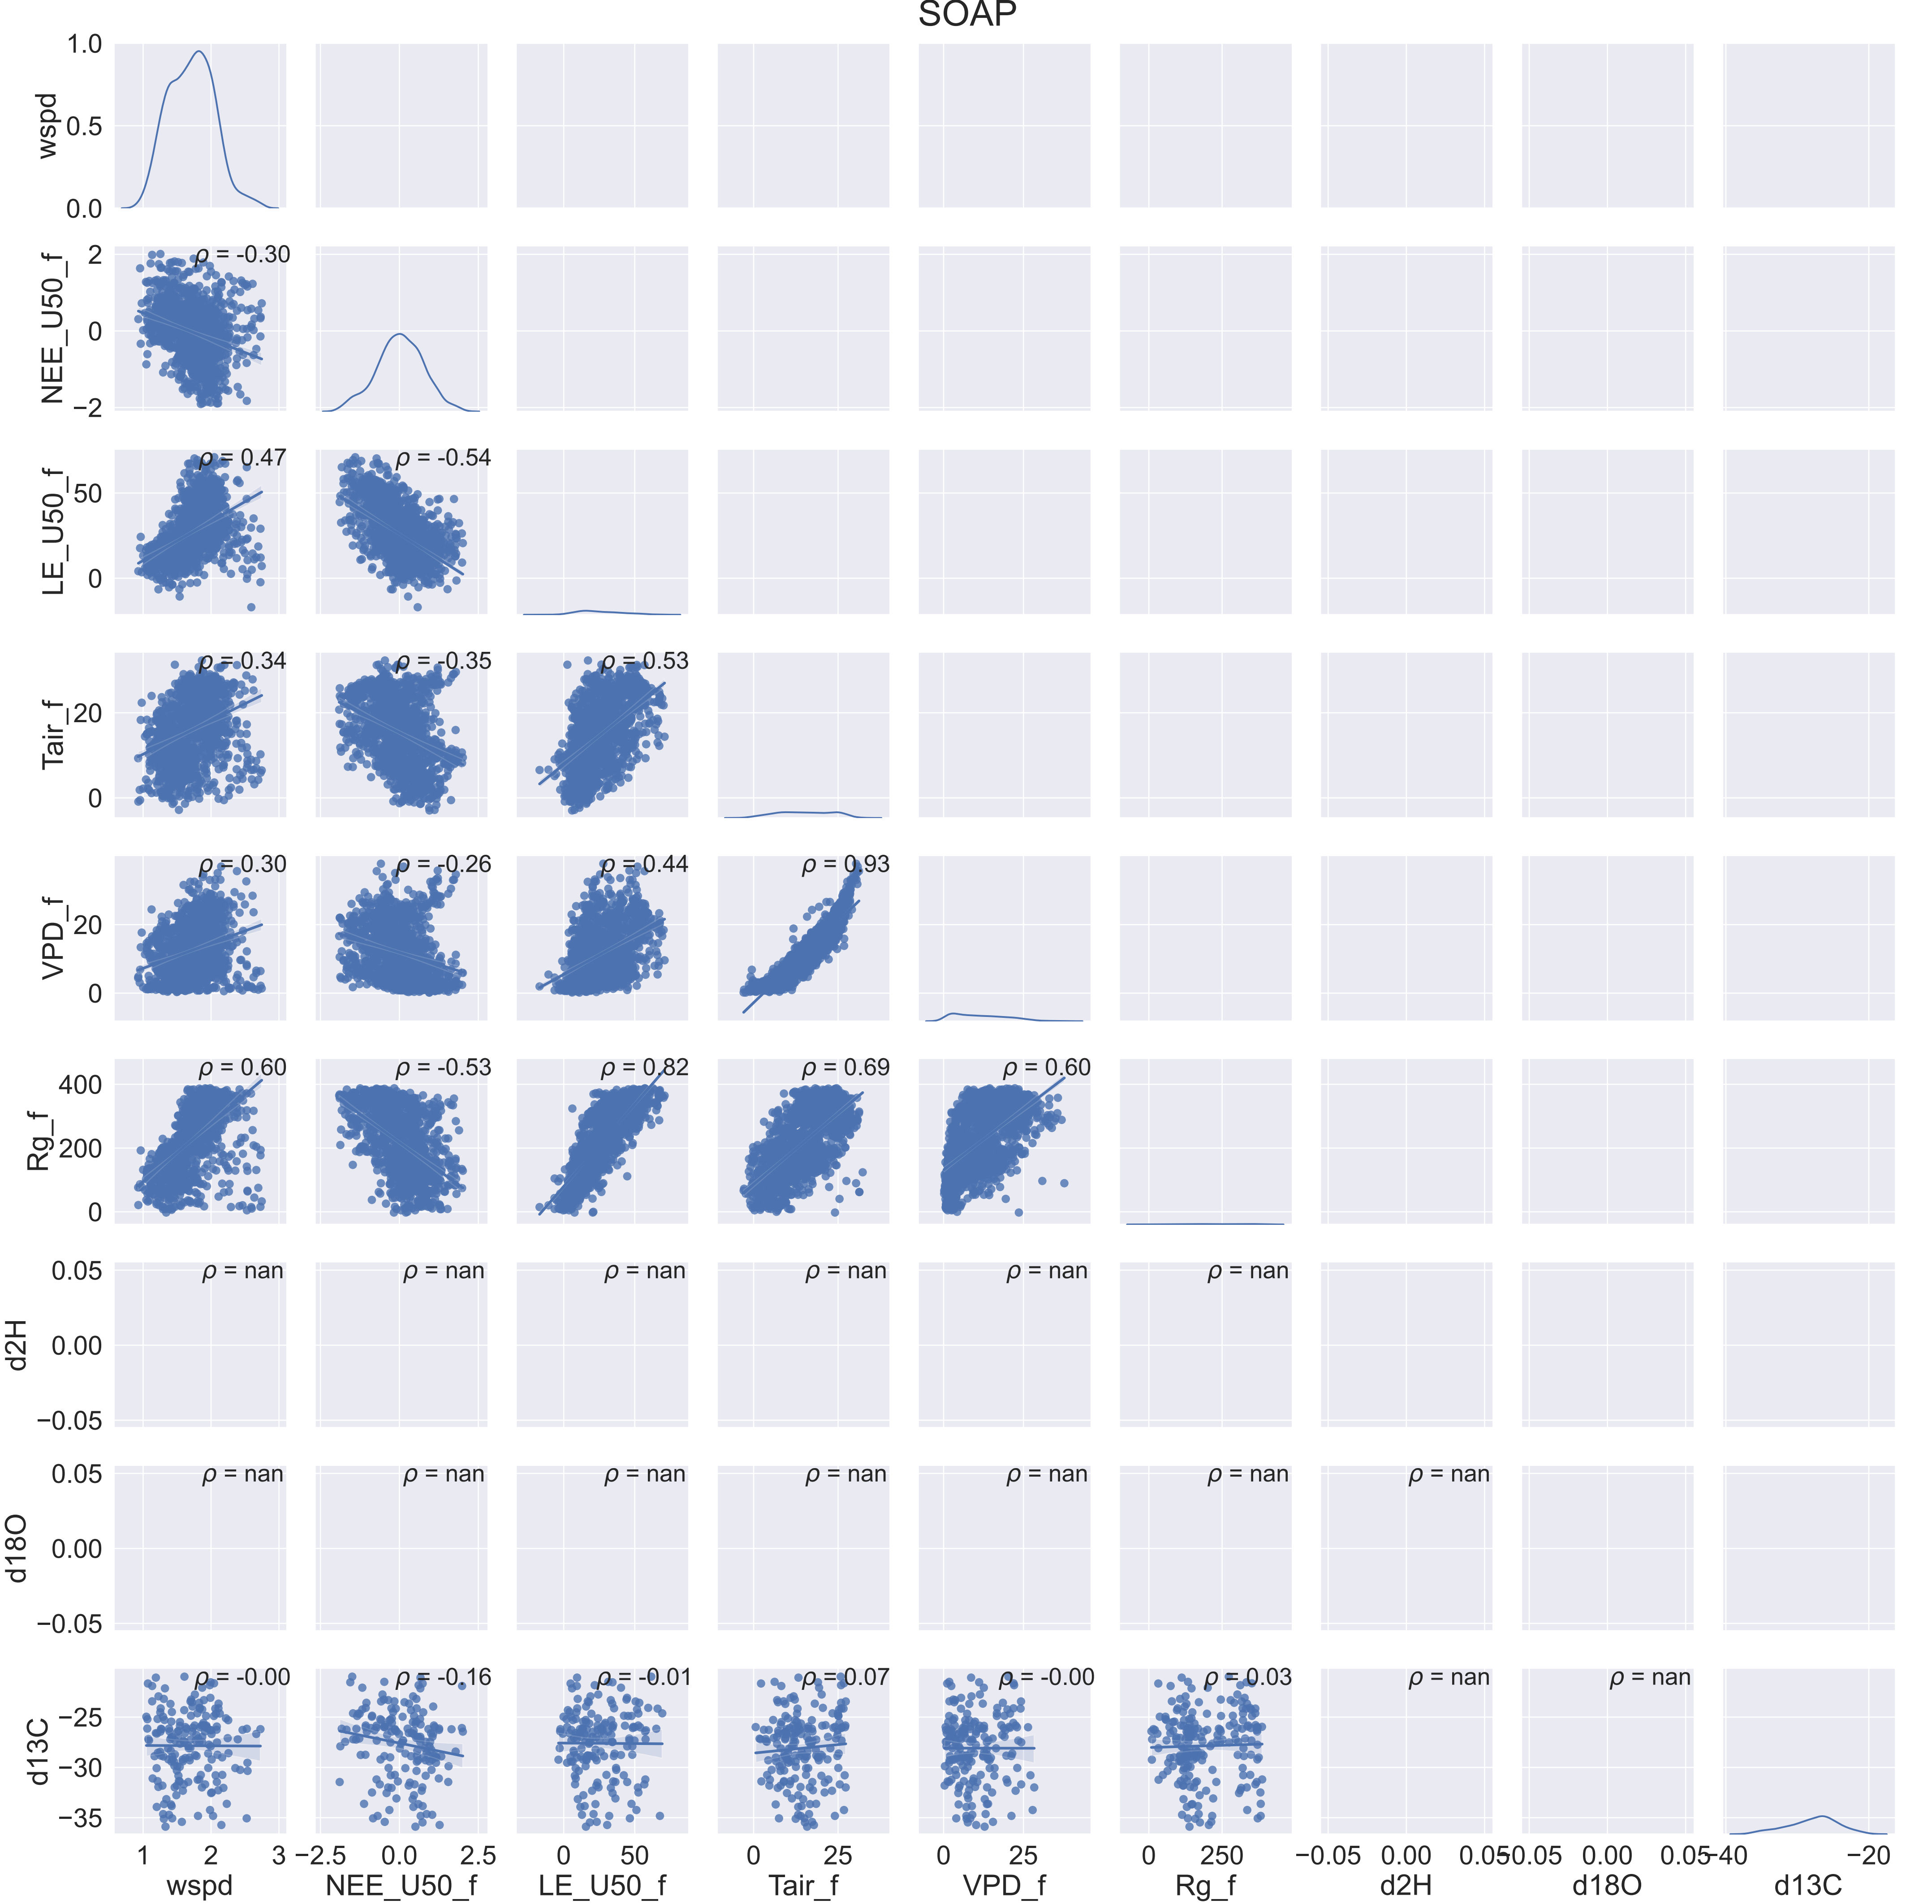 SOAP
1.0
wspd
0.5
0.0
2 ρ = -0.30
NEE_U50_f
0
−2
ρ = 0.47 ρ = -0.54
50
LE_U50_f
0
ρ = 0.34 ρ = -0.35 ρ = 0.53
20
Tair_f
0
ρ = 0.30 ρ = -0.26 ρ = 0.44 ρ = 0.93
20
VPD_f
0
ρ = 0.60 ρ = -0.53 ρ = 0.82 ρ = 0.69 ρ = 0.60
400
Rg_f
200
0
0.05 ρ = nan ρ = nan ρ = nan ρ = nan ρ = nan ρ = nan
d2H
0.00
−0.05
0.05 ρ = nan ρ = nan ρ = nan ρ = nan ρ = nan ρ = nan ρ = nan
d18O
0.00
−0.05
ρ = -0.00 ρ = -0.16 ρ = -0.01 ρ = 0.07 ρ = -0.00 ρ = 0.03 ρ = nan ρ = nan
−25
d13C
−30
−35
1 2 3 −2.5 0.0 2.5 0 50 0 25 0 25 0 250 −0.05 0.00 0.05 −0.05 0.00 0.05 −40 −20
wspd NEE_U50_f LE_U50_f Tair_f VPD_f Rg_f d2H d18O d13C